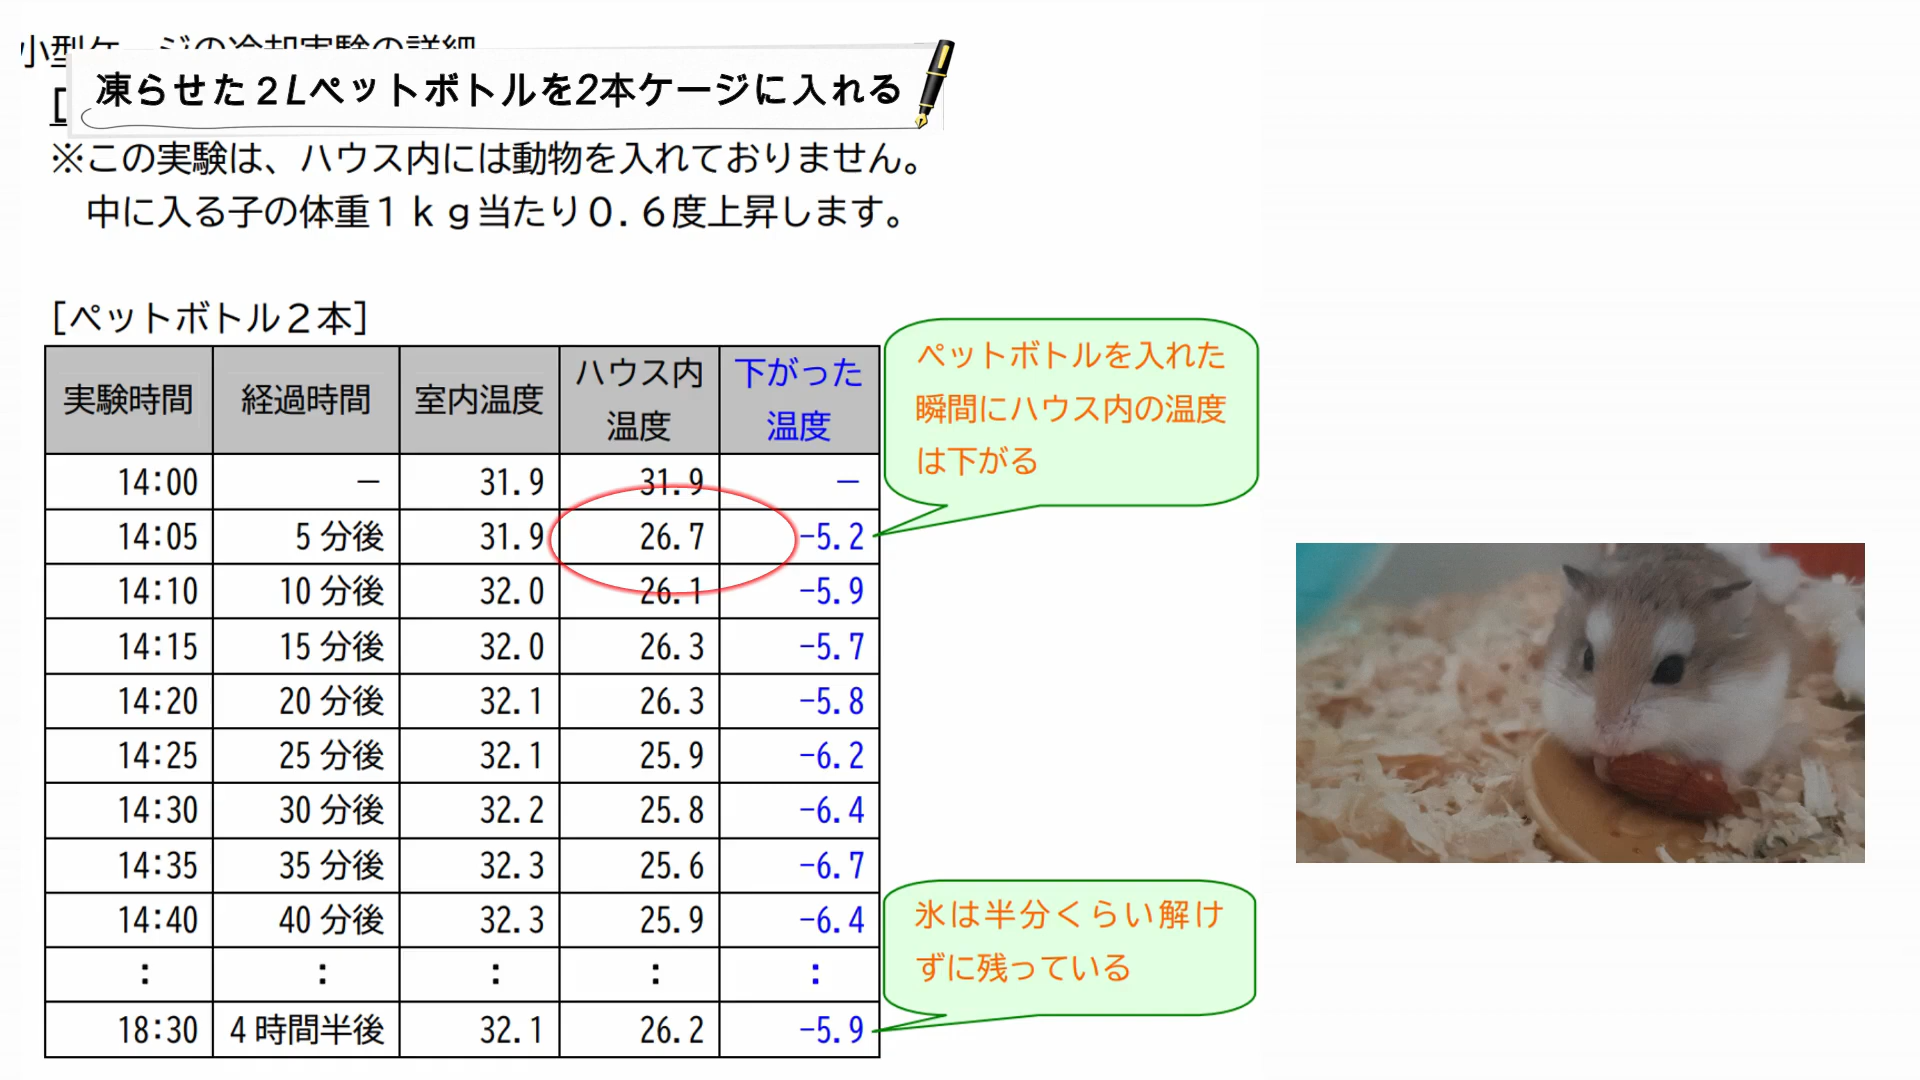 小型ケージの冷却実験の詳細
凍らせた２Lペットボトルを2本ケージに入れる
※この実験は、ハウス内には動物を入れておりません。
中に入る子の体重１ｋｇ当たり０.６度上昇します。
[ペットボトル２本]
実験時間 経過時間 室内温度 ハウス内温度 下がった温度
14:00 － 31.9 31.9 －
14:05 5分後 31.9 26.7 −5.2
14:10 10分後 32.0 26.1 −5.9
14:15 15分後 32.0 26.3 −5.7
14:20 20分後 32.1 26.3 −5.8
14:25 25分後 32.1 25.9 −6.2
14:30 30分後 32.2 25.8 −6.4
14:35 35分後 32.3 25.6 −6.7
14:40 40分後 32.3 25.9 −6.4
： ： ： ： ：
18:30 4時間半後 32.1 26.2 −5.9
ペットボトルを入れた
瞬間にハウス内の温度
は下がる
氷は半分くらい解け
ずに残っている